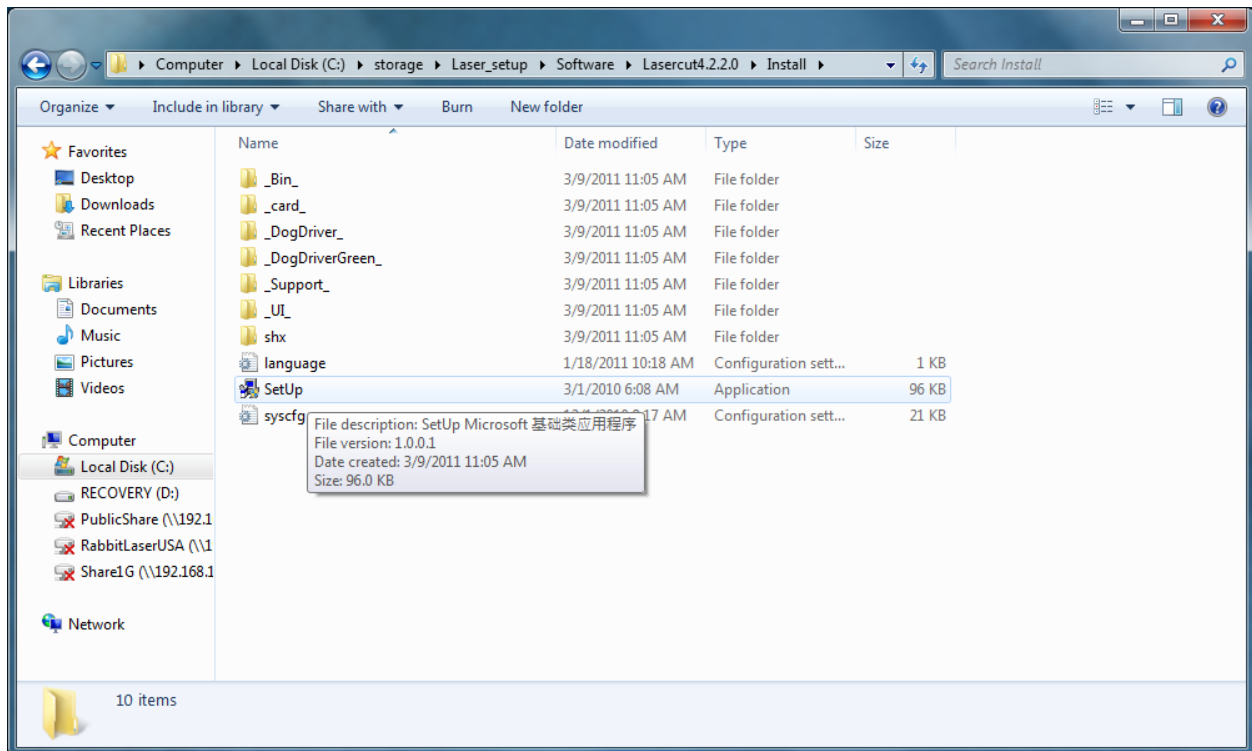 Computer ▸ Local Disk (C:) ▸ storage ▸ Laser_setup ▸ Software ▸ Lasercut4.2.2.0 ▸ Install ▸
Search Install
Organize Include in library Share with Burn New folder
Favorites
Desktop
Downloads
Recent Places
Libraries
Documents
Music
Pictures
Videos
Computer
Local Disk (C:)
RECOVERY (D:)
PublicShare (\\192.1
RabbitLaserUSA (\\1
Share1G (\\192.168.1
Network
Name Date modified Type Size
_Bin_ 3/9/2011 11:05 AM File folder
_card_ 3/9/2011 11:05 AM File folder
_DogDriver_ 3/9/2011 11:05 AM File folder
_DogDriverGreen_ 3/9/2011 11:05 AM File folder
_Support_ 3/9/2011 11:05 AM File folder
_UI_ 3/9/2011 11:05 AM File folder
shx 3/9/2011 11:05 AM File folder
language 1/18/2011 10:18 AM Configuration sett... 1 KB
SetUp 3/1/2010 6:08 AM Application 96 KB
syscfg 17 AM Configuration sett... 21 KB
File description: SetUp Microsoft 基础类应用程序
File version: 1.0.0.1
Date created: 3/9/2011 11:05 AM
Size: 96.0 KB
10 items